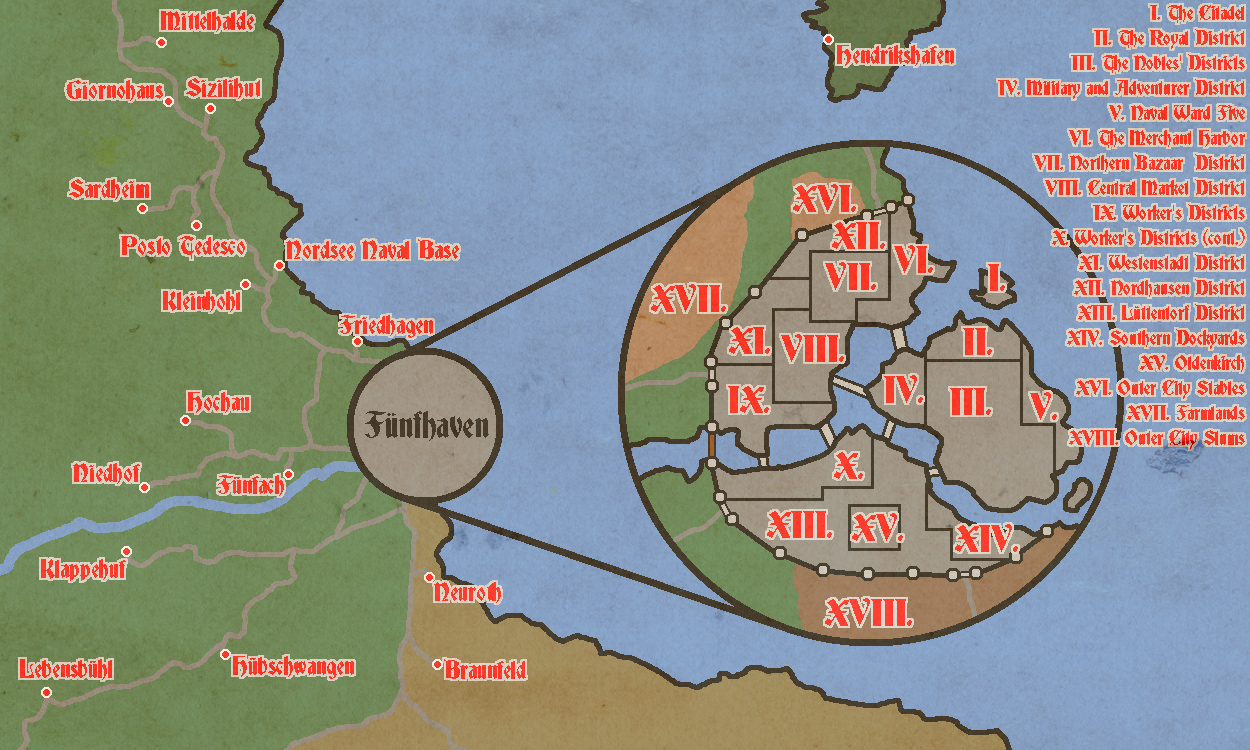 Mittelhalde
Giornohaus
Sizilihut
Sardheim
Posto Tedesco
Nordsee Naval Base
Kleinhohl
Friedhagen
Hochau
Fünfhaven
Niedhof
Fünfach
Klappehuf
Neuroth
Lebensbühl
Hübschwangen
Braunfeld
Hendrikshafen
I. The Citadel
II. The Royal District
III. The Nobles' Districts
IV. Military and Adventurer District
V. Naval Ward Five
VI. The Merchant Harbor
VII. Northern Bazaar District
VIII. Central Market District
IX. Worker's Districts
X. Worker's Districts (cont.)
XI. Westenstadt District
XII. Nordhausen District
XIII. Lüttendorf District
XIV. Southern Dockyards
XV. Oldenkirch
XVI. Outer City Stables
XVII. Farmlands
XVIII. Outer City Slums
XVI.
XII.
VI.
VII.
I.
XVII.
XI.
VIII.
II.
IX.
IV.
III.
V.
X.
XIII.
XV.
XIV.
XVIII.